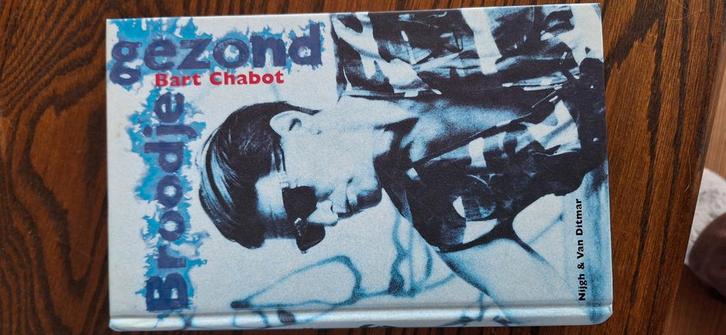 Broodje
gezond
Bart Chabot
Nijgh & Van Ditmar